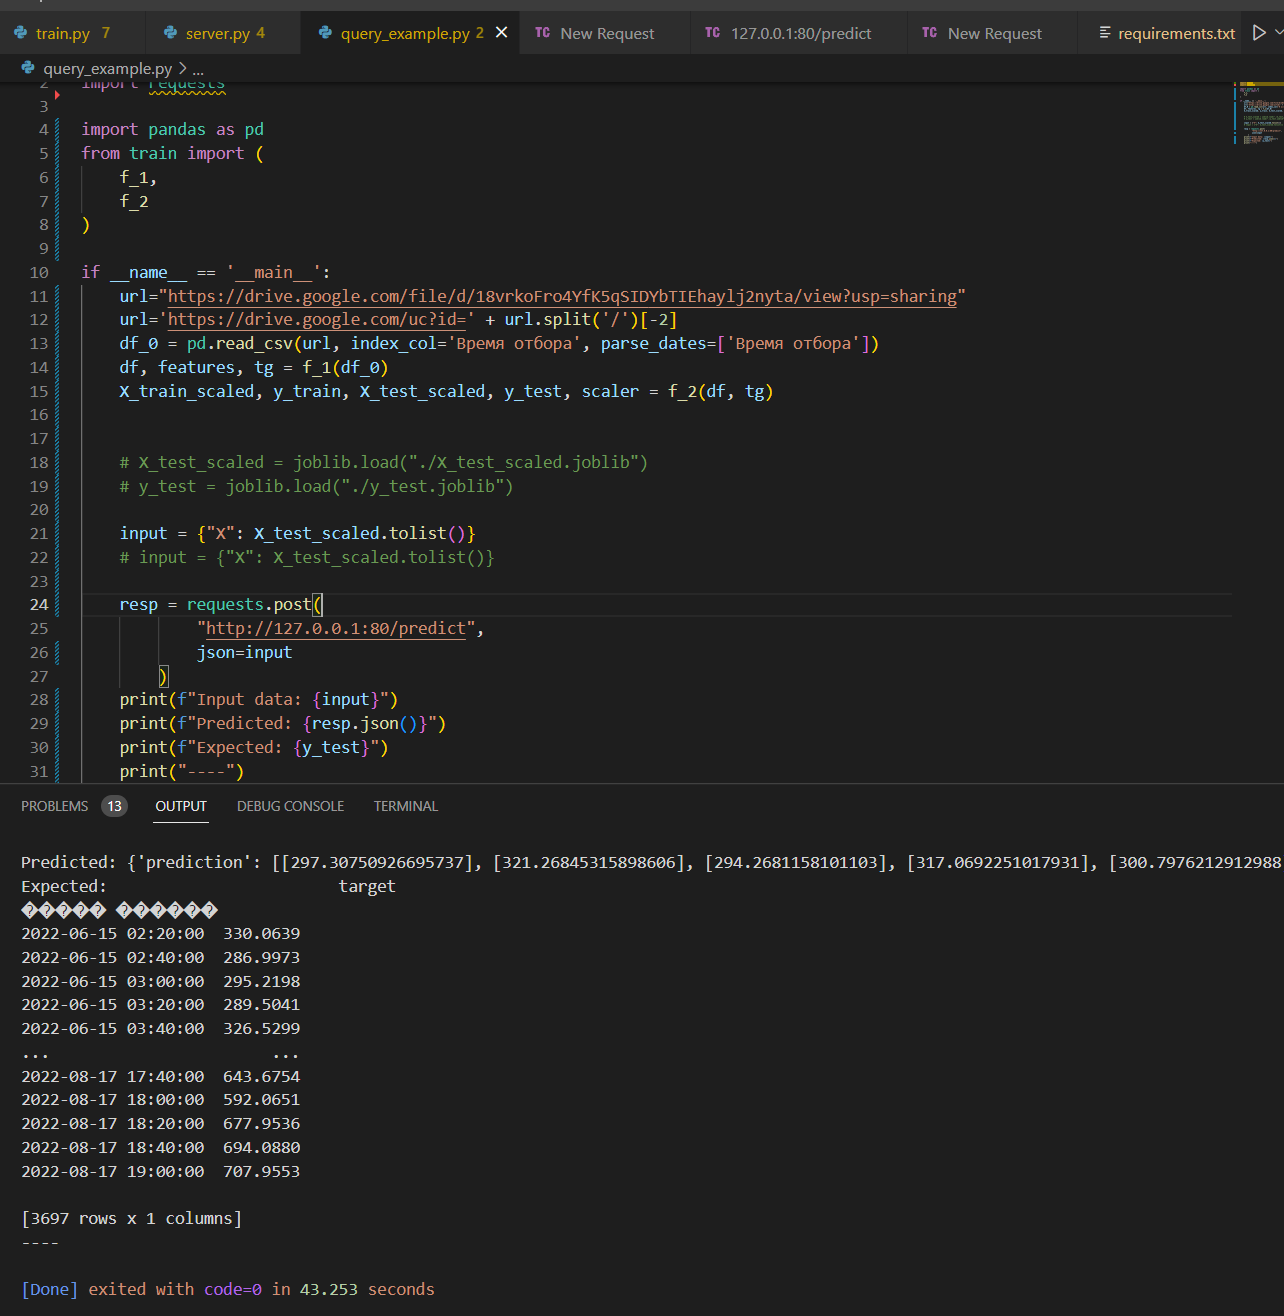 train.py 7 server.py 4 query_example.py 2 TC New Request TC 127.0.0.1:80/predict TC New Request requirements.txt
query_example.py > ...
2 import requests
3
4 import pandas as pd
5 from train import (
6 f_1,
7 f_2
8 )
9
10 if __name__ == '__main__':
11 url="https://drive.google.com/file/d/18vrkoFro4YfK5qSIDYbTIEhaylj2nyta/view?usp=sharing"
12 url='https://drive.google.com/uc?id=' + url.split('/')[-2]
13 df_0 = pd.read_csv(url, index_col='Время отбора', parse_dates=['Время отбора'])
14 df, features, tg = f_1(df_0)
15 X_train_scaled, y_train, X_test_scaled, y_test, scaler = f_2(df, tg)
16
17
18 # X_test_scaled = joblib.load("./X_test_scaled.joblib")
19 # y_test = joblib.load("./y_test.joblib")
20
21 input = {"X": X_test_scaled.tolist()}
22 # input = {"X": X_test_scaled.tolist()}
23
24 resp = requests.post(
25 "http://127.0.0.1:80/predict",
26 json=input
27 )
28 print(f"Input data: {input}")
29 print(f"Predicted: {resp.json()}")
30 print(f"Expected: {y_test}")
31 print("----")
PROBLEMS 13 OUTPUT DEBUG CONSOLE TERMINAL
Predicted: {'prediction': [[297.30750926695737], [321.26845315898606], [294.2681158101103], [317.0692251017931], [300.7976212912988
Expected: target
����� ������
2022-06-15 02:20:00 330.0639
2022-06-15 02:40:00 286.9973
2022-06-15 03:00:00 295.2198
2022-06-15 03:20:00 289.5041
2022-06-15 03:40:00 326.5299
... ...
2022-08-17 17:40:00 643.6754
2022-08-17 18:00:00 592.0651
2022-08-17 18:20:00 677.9536
2022-08-17 18:40:00 694.0880
2022-08-17 19:00:00 707.9553
[3697 rows x 1 columns]
----
[Done] exited with code=0 in 43.253 seconds